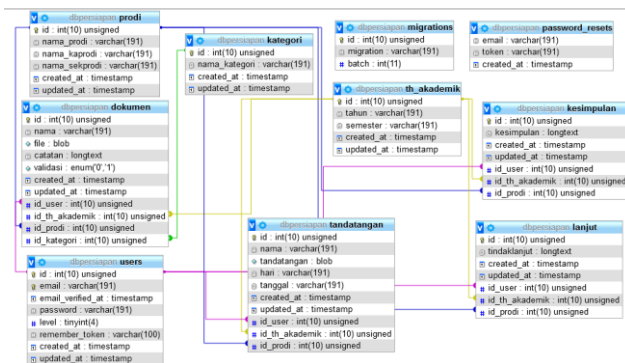 dbpersiapan prodi
id : int(10) unsigned
nama_prodi : varchar(191)
nama_kaprodi : varchar(191)
nama_sekprodi : varchar(191)
created_at : timestamp
updated_at : timestamp
dbpersiapan kategori
id : int(10) unsigned
nama_kategori : varchar(191)
created_at : timestamp
updated_at : timestamp
dbpersiapan migrations
id : int(10) unsigned
migration : varchar(191)
batch : int(11)
dbpersiapan password_resets
email : varchar(191)
token : varchar(191)
created_at : timestamp
dbpersiapan dokumen
id : int(10) unsigned
nama : varchar(191)
file : blob
catatan : longtext
validasi : enum('0','1')
created_at : timestamp
updated_at : timestamp
id_user : int(10) unsigned
id_th_akademik : int(10) unsigned
id_prodi : int(10) unsigned
id_kategori : int(10) unsigned
dbpersiapan th_akademik
id : int(10) unsigned
tahun : varchar(191)
semester : varchar(191)
created_at : timestamp
updated_at : timestamp
dbpersiapan kesimpulan
id : int(10) unsigned
kesimpulan : longtext
created_at : timestamp
updated_at : timestamp
id_user : int(10) unsigned
id_th_akademik : int(10) unsigned
id_prodi : int(10) unsigned
dbpersiapan users
id : int(10) unsigned
email : varchar(191)
email_verified_at : timestamp
password : varchar(191)
level : tinyint(4)
remember_token : varchar(100)
created_at : timestamp
updated_at : timestamp
dbpersiapan tandatangan
id : int(10) unsigned
nama : varchar(191)
tandatangan : blob
hari : varchar(191)
tanggal : varchar(191)
created_at : timestamp
updated_at : timestamp
id_user : int(10) unsigned
id_th_akademik : int(10) unsigned
id_prodi : int(10) unsigned
dbpersiapan lanjut
id : int(10) unsigned
tindaklanjut : longtext
created_at : timestamp
updated_at : timestamp
id_user : int(10) unsigned
id_th_akademik : int(10) unsigned
id_prodi : int(10) unsigned